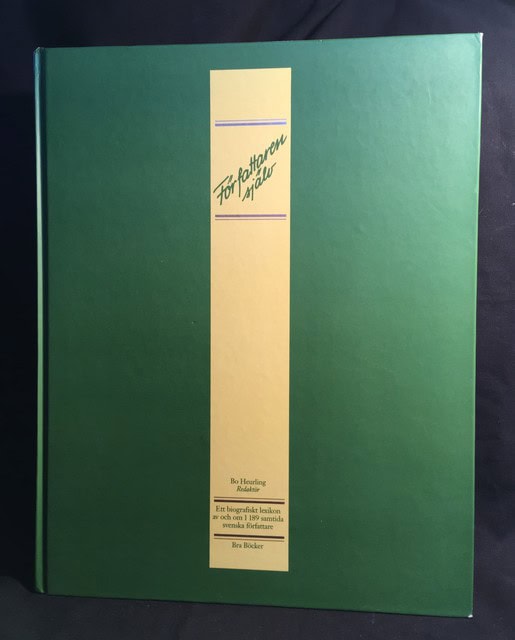 Författaren
själv
Bo Heurling
Redaktör
Ett biografiskt lexikon
av och om 1 189 samtida
svenska författare
Bra Böcker